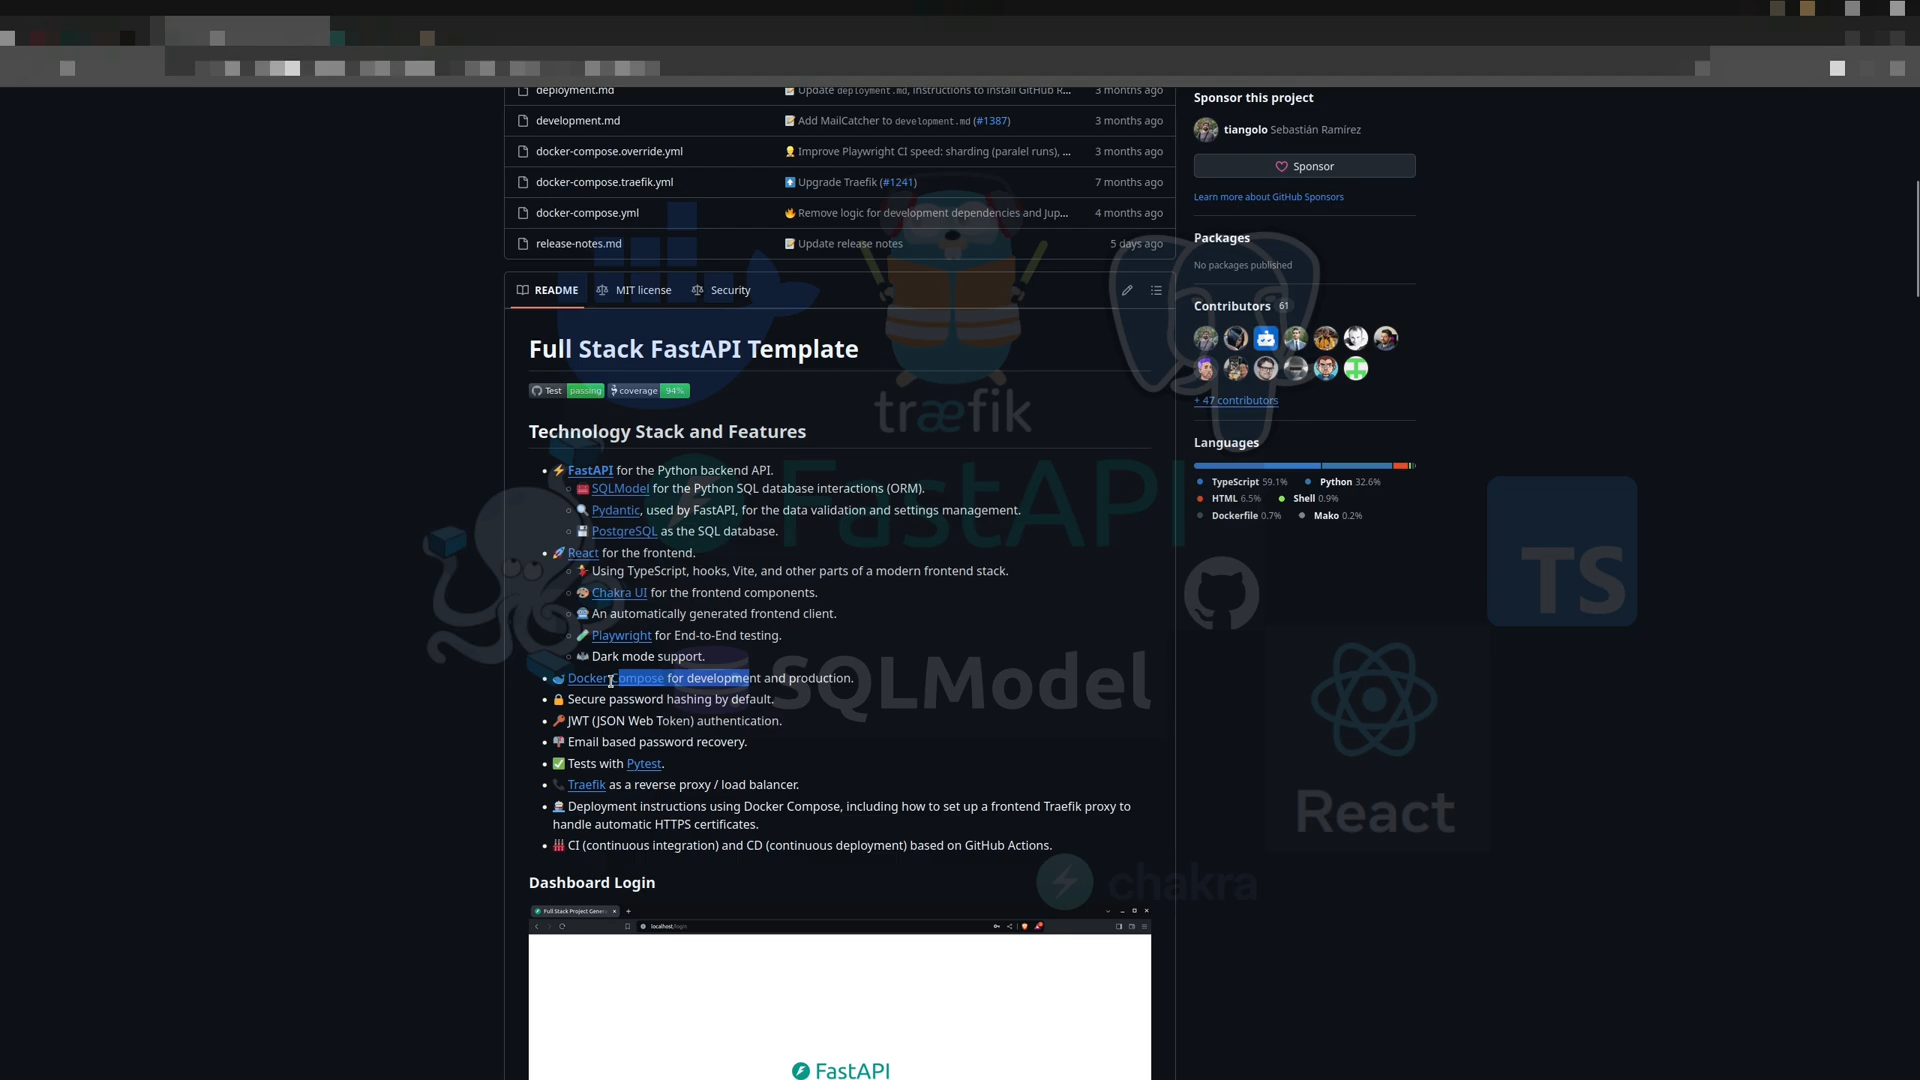 deployment.md
Update deployment.md, instructions to install GitHub R...
3 months ago
development.md
Add MailCatcher to development.md (#1387)
3 months ago
docker-compose.override.yml
Improve Playwright CI speed: sharding (paralel runs), ...
3 months ago
docker-compose.traefik.yml
Upgrade Traefik (#1241)
7 months ago
docker-compose.yml
Remove logic for development dependencies and Jup...
4 months ago
release-notes.md
Update release notes
5 days ago
README
MIT license
Security
Full Stack FastAPI Template
Test passing
coverage 94%
Technology Stack and Features
FastAPI for the Python backend API.
SQLModel for the Python SQL database interactions (ORM).
Pydantic, used by FastAPI, for the data validation and settings management.
PostgreSQL as the SQL database.
React for the frontend.
Using TypeScript, hooks, Vite, and other parts of a modern frontend stack.
Chakra UI for the frontend components.
An automatically generated frontend client.
Playwright for End-to-End testing.
Dark mode support.
Docker Compose for development and production.
Secure password hashing by default.
JWT (JSON Web Token) authentication.
Email based password recovery.
Tests with Pytest.
Traefik as a reverse proxy / load balancer.
Deployment instructions using Docker Compose, including how to set up a frontend Traefik proxy to
handle automatic HTTPS certificates.
CI (continuous integration) and CD (continuous deployment) based on GitHub Actions.
Dashboard Login
Full Stack Project Gener
localhost/login
FastAPI
Sponsor this project
tiangolo Sebastián Ramírez
Sponsor
Learn more about GitHub Sponsors
Packages
No packages published
Contributors 61
+ 47 contributors
Languages
TypeScript 59.1%
Python 32.6%
HTML 6.5%
Shell 0.9%
Dockerfile 0.7%
Mako 0.2%
træfik
FastAPI
SQLModel
TS
React
chakra